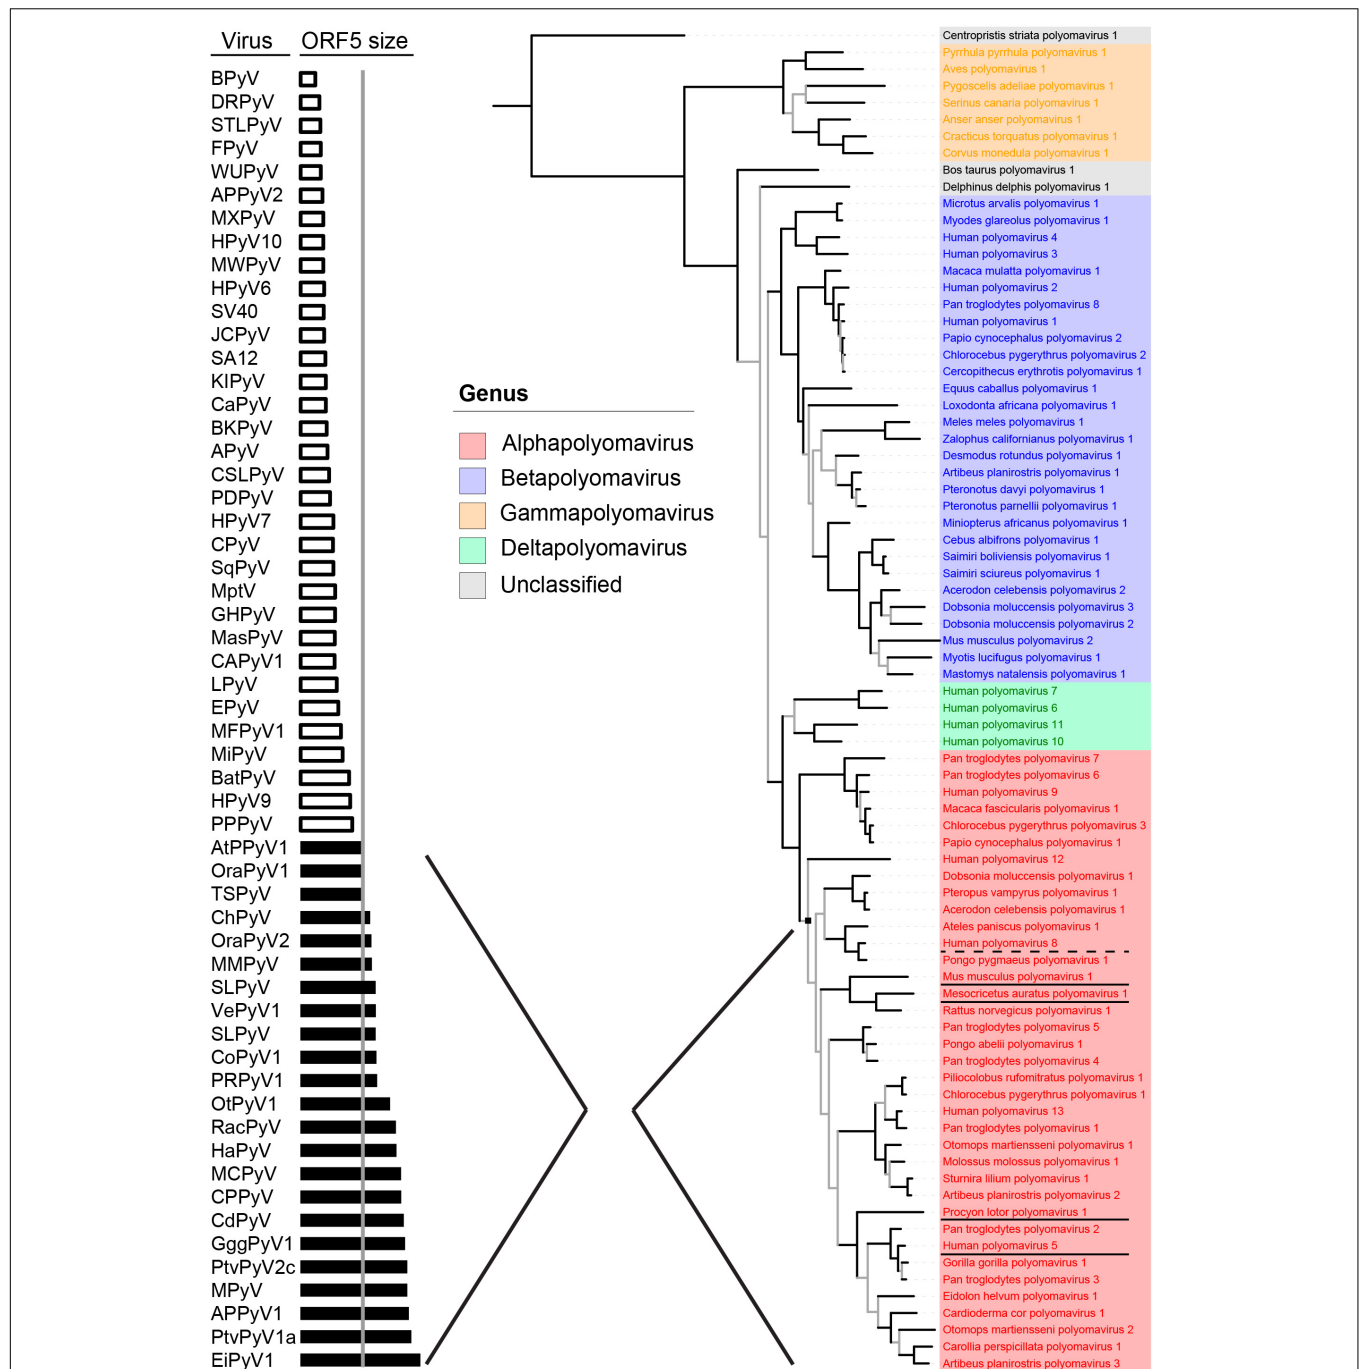 Virus ORF5 size
BPyV
DRPyV
STLPyV
FPyV
WUPyV
APPyV2
MXPyV
HPyV10
MWPyV
HPyV6
SV40
JCPyV
SA12
KIPyV
CaPyV
BKPyV
APyV
CSLPyV
PDPyV
HPyV7
CPyV
SqPyV
MptV
GHPyV
MasPyV
CAPyV1
LPyV
EPyV
MFPyV1
MiPyV
BatPyV
HPyV9
PPPyV
AtPPyV1
OraPyV1
TSPyV
ChPyV
OraPyV2
MMPyV
SLPyV
VePyV1
SLPyV
CoPyV1
PRPyV1
OtPyV1
RacPyV
HaPyV
MCPyV
CPPyV
CdPyV
GggPyV1
PtvPyV2c
MPyV
APPyV1
PtvPyV1a
EiPyV1
Genus
Alphapolyomavirus
Betapolyomavirus
Gammapolyomavirus
Deltapolyomavirus
Unclassified
Centropristis striata polyomavirus 1
Pyrrhula pyrrhula polyomavirus 1
Aves polyomavirus 1
Pygoscelis adeliae polyomavirus 1
Serinus canaria polyomavirus 1
Anser anser polyomavirus 1
Cracticus torquatus polyomavirus 1
Corvus monedula polyomavirus 1
Bos taurus polyomavirus 1
Delphinus delphis polyomavirus 1
Microtus arvalis polyomavirus 1
Myodes glareolus polyomavirus 1
Human polyomavirus 4
Human polyomavirus 3
Macaca mulatta polyomavirus 1
Human polyomavirus 2
Pan troglodytes polyomavirus 8
Human polyomavirus 1
Papio cynocephalus polyomavirus 2
Chlorocebus pygerythrus polyomavirus 2
Cercopithecus erythrotis polyomavirus 1
Equus caballus polyomavirus 1
Loxodonta africana polyomavirus 1
Meles meles polyomavirus 1
Zalophus californianus polyomavirus 1
Desmodus rotundus polyomavirus 1
Artibeus planirostris polyomavirus 1
Pteronotus davyi polyomavirus 1
Pteronotus parnellii polyomavirus 1
Miniopterus africanus polyomavirus 1
Cebus albifrons polyomavirus 1
Saimiri boliviensis polyomavirus 1
Saimiri sciureus polyomavirus 1
Acerodon celebensis polyomavirus 2
Dobsonia moluccensis polyomavirus 3
Dobsonia moluccensis polyomavirus 2
Mus musculus polyomavirus 2
Myotis lucifugus polyomavirus 1
Mastomys natalensis polyomavirus 1
Human polyomavirus 7
Human polyomavirus 6
Human polyomavirus 11
Human polyomavirus 10
Pan troglodytes polyomavirus 7
Pan troglodytes polyomavirus 6
Human polyomavirus 9
Macaca fascicularis polyomavirus 1
Chlorocebus pygerythrus polyomavirus 3
Papio cynocephalus polyomavirus 1
Human polyomavirus 12
Dobsonia moluccensis polyomavirus 1
Pteropus vampyrus polyomavirus 1
Acerodon celebensis polyomavirus 1
Ateles paniscus polyomavirus 1
Human polyomavirus 8
Pongo pygmaeus polyomavirus 1
Mus musculus polyomavirus 1
Mesocricetus auratus polyomavirus 1
Rattus norvegicus polyomavirus 1
Pan troglodytes polyomavirus 5
Pongo abelii polyomavirus 1
Pan troglodytes polyomavirus 4
Piliocolobus rufomitratus polyomavirus 1
Chlorocebus pygerythrus polyomavirus 1
Human polyomavirus 13
Pan troglodytes polyomavirus 1
Otomops martiensseni polyomavirus 1
Molossus molossus polyomavirus 1
Sturnira lilium polyomavirus 1
Artibeus planirostris polyomavirus 2
Procyon lotor polyomavirus 1
Pan troglodytes polyomavirus 2
Human polyomavirus 5
Gorilla gorilla polyomavirus 1
Pan troglodytes polyomavirus 3
Eidolon helvum polyomavirus 1
Cardioderma cor polyomavirus 1
Otomops martiensseni polyomavirus 2
Carollia perspicillata polyomavirus 1
Artibeus planirostris polyomavirus 3